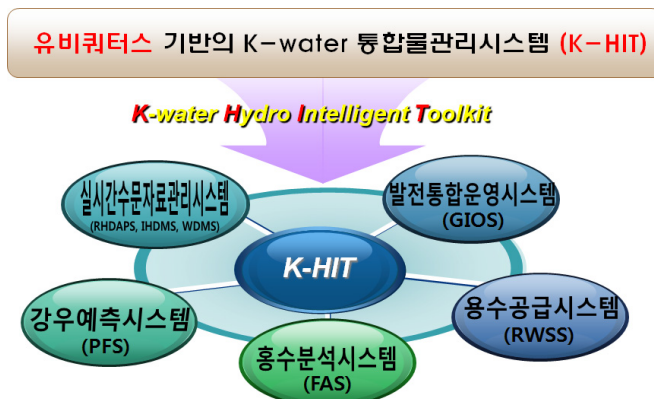 유비쿼터스 기반의 K-water 통합물관리시스템 (K-HIT)
K-water Hydro Intelligent Toolkit
실시간수문자료관리시스템
(RHDAPS, IHDMS, WDMS)
발전통합운영시스템
(GIOS)
K-HIT
강우예측시스템
(PFS)
용수공급시스템
(RWSS)
홍수분석시스템
(FAS)